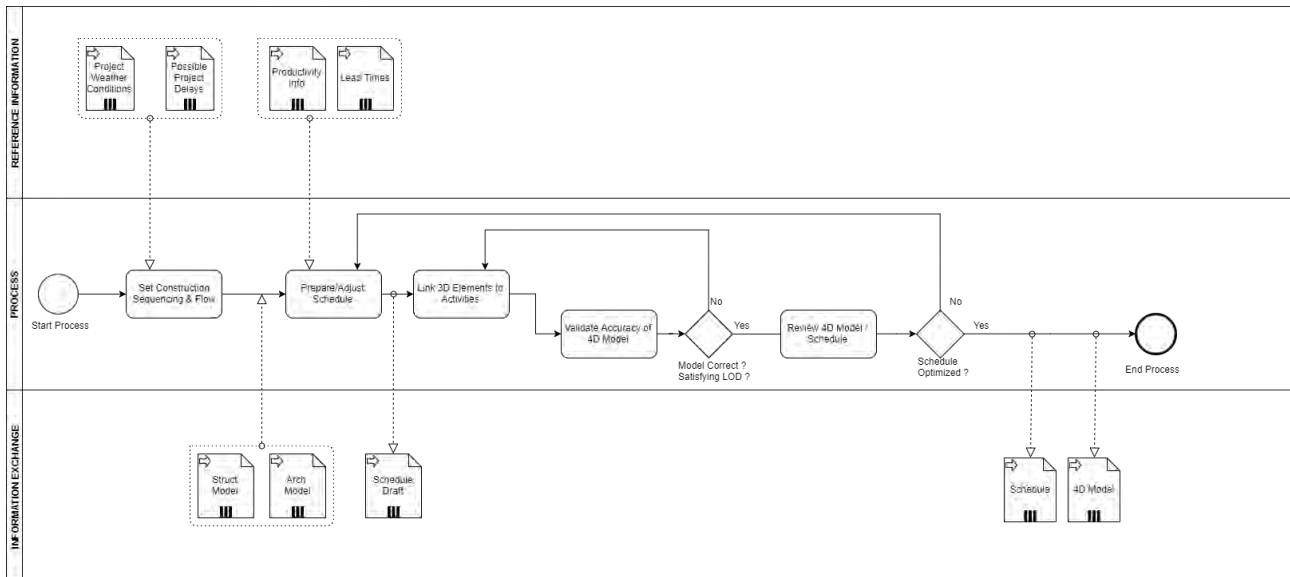 REFERENCE INFORMATION
Project
Weather
Conditions
Possible
Project
Delays
Productivity
Info
Lead Times
PROCESS
Start Process
Set Construction
Sequencing & Flow
Prepare/Adjust
Schedule
Link 3D Elements to
Activities
Validate Accuracy of
4D Model
No
Yes
Model Correct ?
Satisfying LOD ?
Review 4D Model /
Schedule
No
Yes
Schedule
Optimized ?
End Process
INFORMATION EXCHANGE
Struct
Model
Arch
Model
Schedule
Draft
Schedule
4D Model